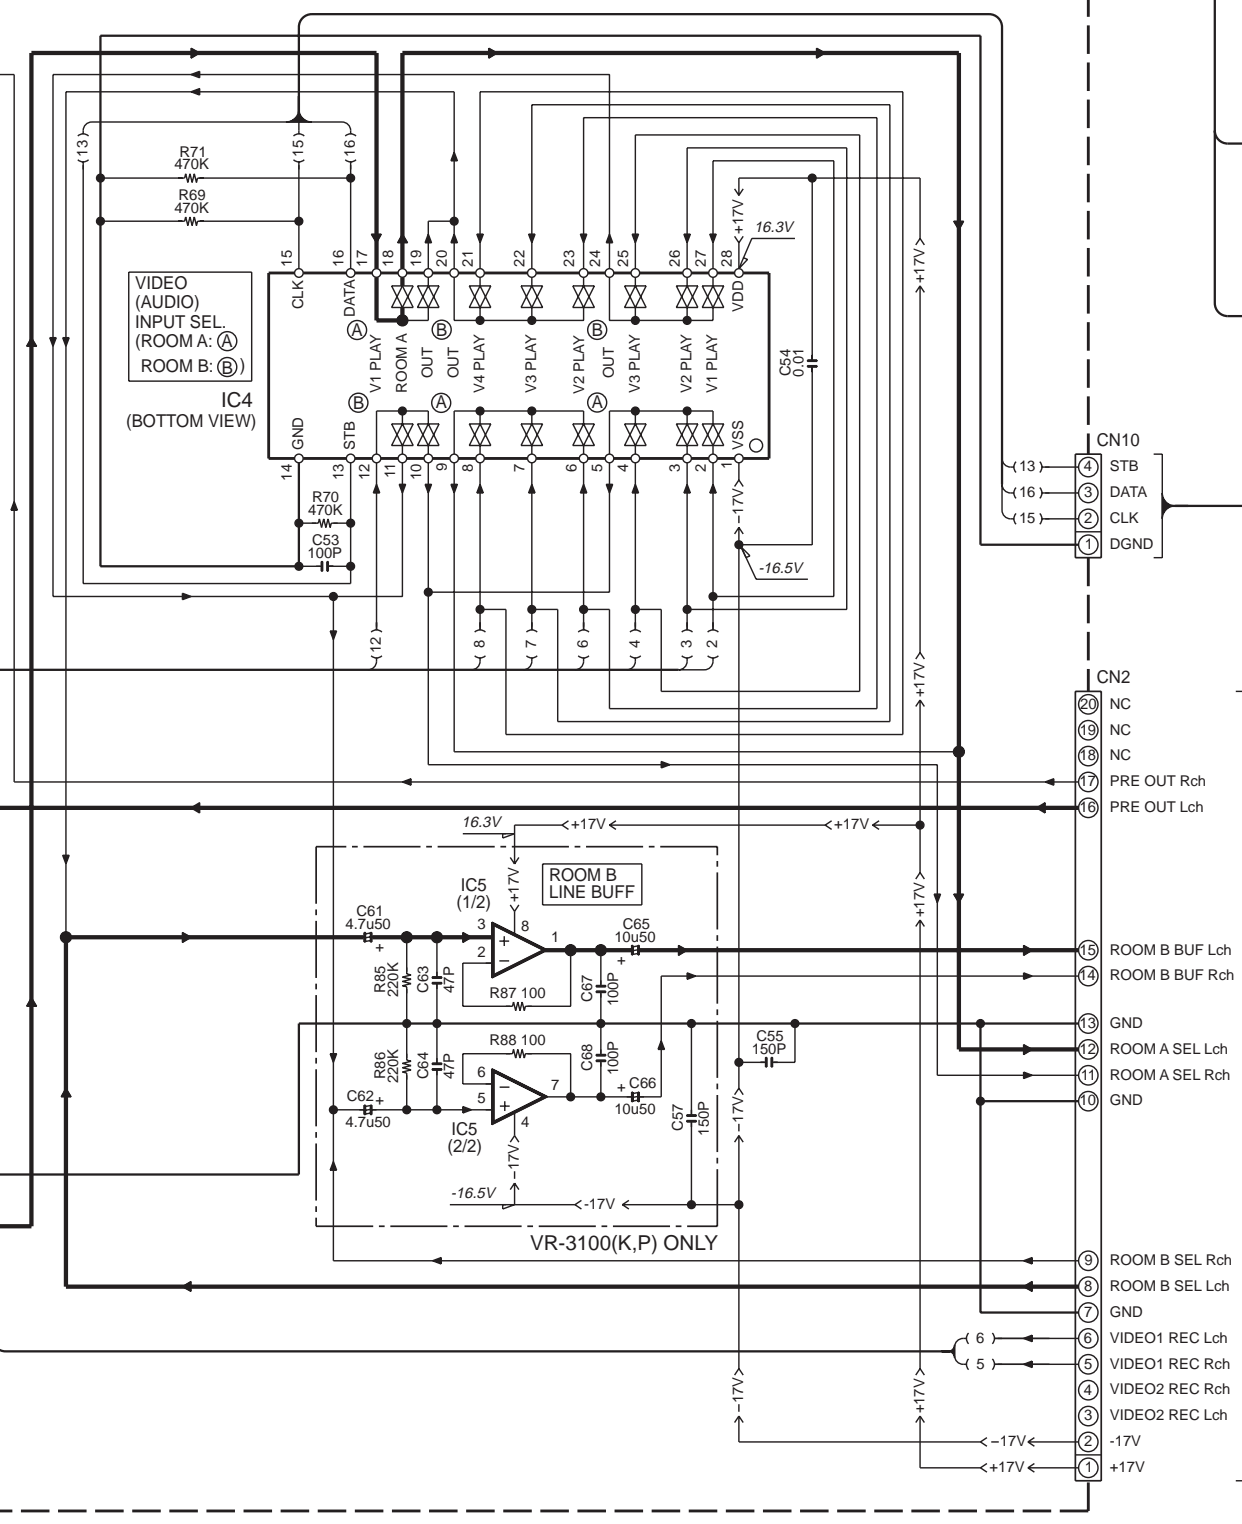 (13)
(15)
(16)
R71
470K
R69
470K
+17V
16.3V
+17V
15 16 17 18 19 20 21 22 23 24 25 26 27 28
VIDEO
(AUDIO)
INPUT SEL.
(ROOM A: Ⓐ
ROOM B: Ⓑ)
IC4
(BOTTOM VIEW)
CLK
DATA
Ⓐ
V1 PLAY
ROOM A
OUT
Ⓑ
OUT
V4 PLAY
V3 PLAY
V2 PLAY
Ⓑ
OUT
V3 PLAY
V2 PLAY
V1 PLAY
VDD
C54
0.01
GND
STB
Ⓑ
Ⓐ
Ⓐ
VSS
14 13 12 11 10 9 8 7 6 5 4 3 2 1
R70
470K
C53
100P
-17V
-16.5V
(12)
(8)
(7)
(6)
(4)
(3)
(2)
+17V
CN10
(13) 4 STB
(16) 3 DATA
(15) 2 CLK
1 DGND
CN2
20 NC
19 NC
18 NC
17 PRE OUT Rch
16 PRE OUT Lch
16.3V
+17V
+17V
+17V
+17V
IC5
(1/2)
ROOM B
LINE BUFF
C61
4.7u50
+
3
2
+
−
8
1
C65
10u50
+
R85
220K
C63
47P
R87 100
C67
100P
15 ROOM B BUF Lch
14 ROOM B BUF Rch
13 GND
12 ROOM A SEL Lch
11 ROOM A SEL Rch
10 GND
R86
220K
C64
47P
R88 100
C68
100P
C55
150P
C62
4.7u50
+
6
5
−
+
7
4
+
C66
10u50
IC5
(2/2)
C57
150P
-17V
-17V
-16.5V
-17V
VR-3100(K,P) ONLY
9 ROOM B SEL Rch
8 ROOM B SEL Lch
7 GND
(6) 6 VIDEO1 REC Lch
(5) 5 VIDEO1 REC Rch
4 VIDEO2 REC Rch
3 VIDEO2 REC Lch
-17V
+17V
−17V 2 -17V
+17V 1 +17V